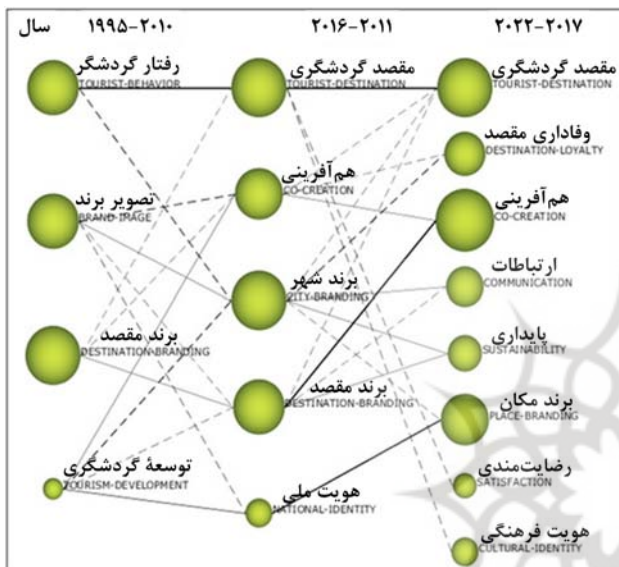 سال ۱۹۹۵-۲۰۱۰ ۲۰۱۶-۲۰۱۱ ۲۰۲۲-۲۰۱۷
رفتار گردشگر
TOURIST-BEHAVIOR
تصویر برند
BRAND-IMAGE
برند مقصد
DESTINATION-BRANDING
توسعهٔ گردشگری
TOURISM-DEVELOPMENT
مقصد گردشگری
TOURIST-DESTINATION
هم‌آفرینی
CO-CREATION
برند شهر
CITY-BRANDING
برند مقصد
DESTINATION-BRANDING
هویت ملی
NATIONAL-IDENTITY
مقصد گردشگری
TOURIST-DESTINATION
وفاداری مقصد
DESTINATION-LOYALTY
هم‌آفرینی
CO-CREATION
ارتباطات
COMMUNICATION
پایداری
SUSTAINABILITY
برند مکان
PLACE-BRANDING
رضایت‌مندی
SATISFACTION
هویت فرهنگی
CULTURAL-IDENTITY